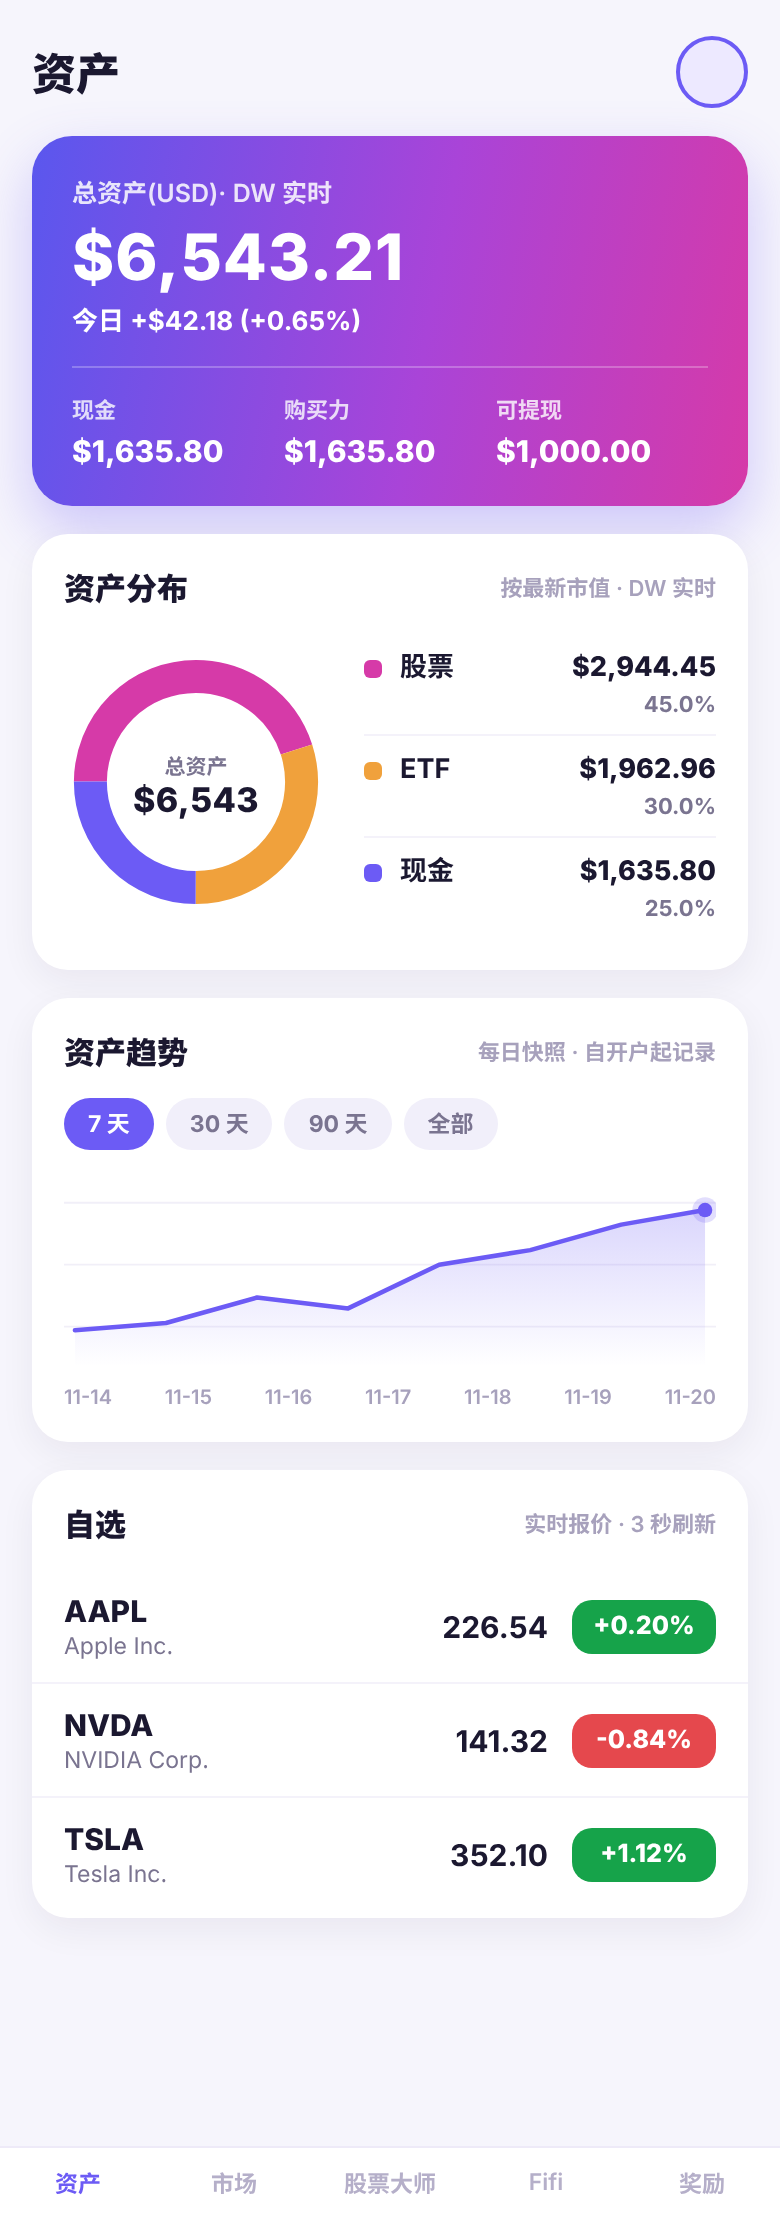 资产
总资产(USD)· DW 实时
$6,543.21
今日 +$42.18 (+0.65%)
现金 购买力 可提现
$1,635.80 $1,635.80 $1,000.00
资产分布 按最新市值 · DW 实时
总资产
$6,543
股票 $2,944.45
45.0%
ETF $1,962.96
30.0%
现金 $1,635.80
25.0%
资产趋势 每日快照 · 自开户起记录
7 天 30 天 90 天 全部
11-14 11-15 11-16 11-17 11-18 11-19 11-20
自选 实时报价 · 3 秒刷新
AAPL 226.54 +0.20%
Apple Inc.
NVDA 141.32 -0.84%
NVIDIA Corp.
TSLA 352.10 +1.12%
Tesla Inc.
资产 市场 股票大师 Fifi 奖励